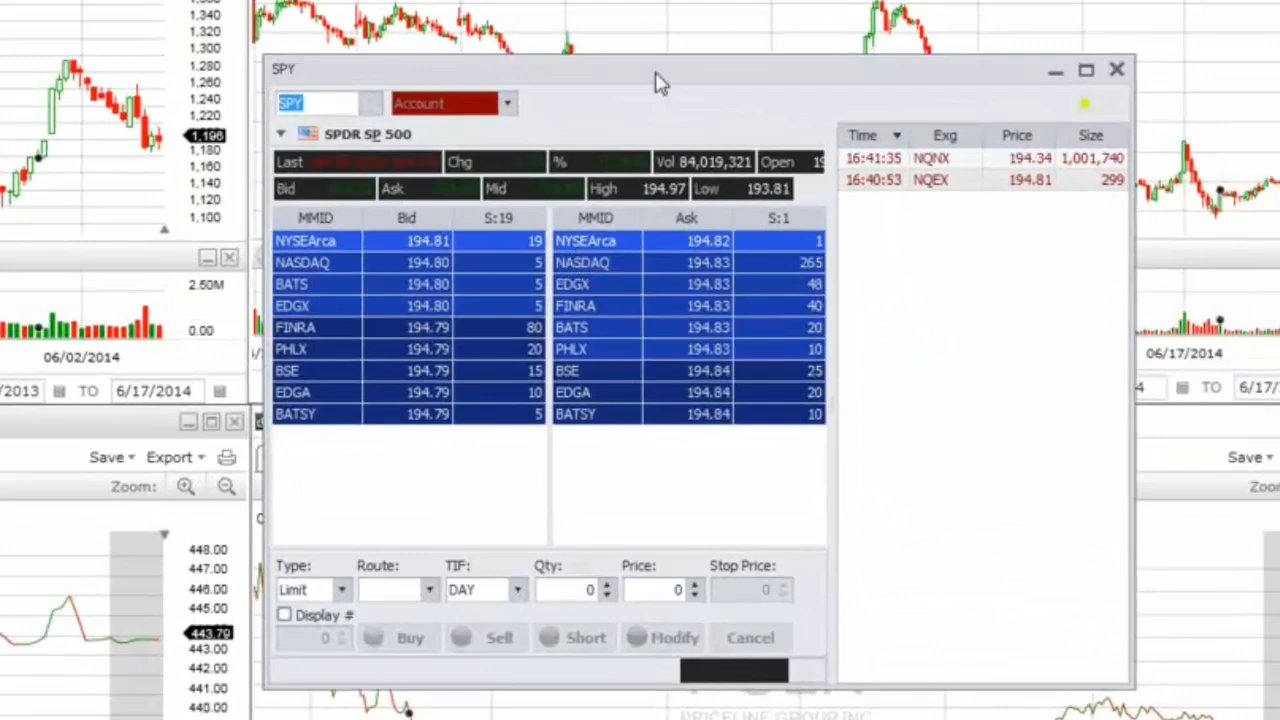 1,340
1,320
1,300
1,280
1,260
1,240
1,220
1,196
1,180
1,160
1,140
1,120
1,100
2.50M
0.00
06/02/2014
/2013 TO 6/17/2014
Save Export
Zoom:
448.00
447.00
446.00
445.00
443.79
443.00
442.00
441.00
440.00
SPY
SPY Account
SPDR SP 500
Last Chg % Vol 84,019,321 Open 19
Bid Ask Mid High 194.97 Low 193.81
MMID Bid S:19 MMID Ask S:1
NYSEArca 194.81 19 NYSEArca 194.82 1
NASDAQ 194.80 5 NASDAQ 194.83 265
BATS 194.80 5 EDGX 194.83 48
EDGX 194.80 5 FINRA 194.83 40
FINRA 194.79 80 BATS 194.83 20
PHLX 194.79 20 PHLX 194.83 10
BSE 194.79 15 BSE 194.84 25
EDGA 194.79 10 EDGA 194.84 20
BATSY 194.79 5 BATSY 194.84 10
Type: Route: TIF: Qty: Price: Stop Price:
Limit DAY 0 0 0
Display #
0 Buy Sell Short Modify Cancel
Time Exg Price Size
16:41:35 NQNX 194.34 1,001,740
16:40:53 NQEX 194.81 299
06/17/2014
4 TO 6/17/
Save
Zoo
PRICELINE GROUP INC